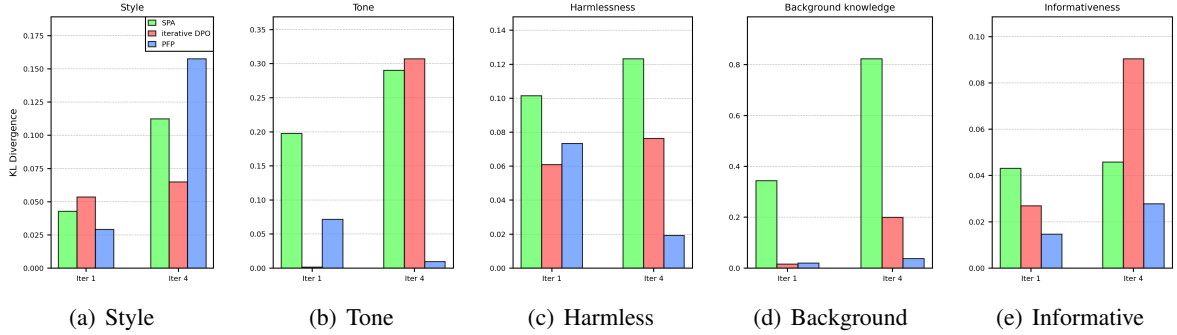 Style
KL Divergence
0.175
0.150
0.125
0.100
0.075
0.050
0.025
0.000
SPA
iterative DPO
PFP
Iter 1
Iter 4
(a) Style
Tone
0.35
0.30
0.25
0.20
0.15
0.10
0.05
0.00
Iter 1
Iter 4
(b) Tone
Harmlessness
0.14
0.12
0.10
0.08
0.06
0.04
0.02
0.00
Iter 1
Iter 4
(c) Harmless
Background knowledge
0.8
0.6
0.4
0.2
0.0
Iter 1
Iter 4
(d) Background
Informativeness
0.10
0.08
0.06
0.04
0.02
0.00
Iter 1
Iter 4
(e) Informative